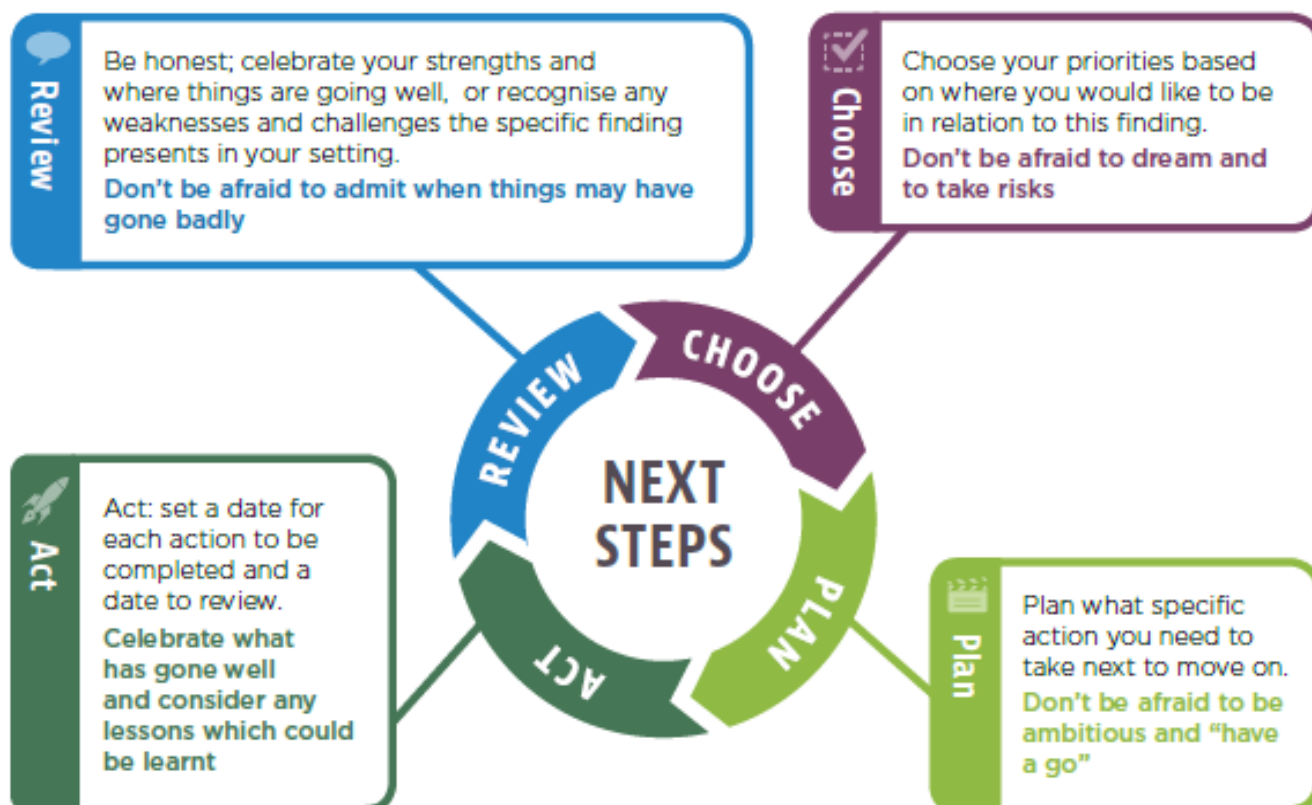 Review
Be honest; celebrate your strengths and
where things are going well, or recognise any
weaknesses and challenges the specific finding
presents in your setting.
Don't be afraid to admit when things may have
gone badly
Choose
Choose your priorities based
on where you would like to be
in relation to this finding.
Don't be afraid to dream and
to take risks
REVIEW
CHOOSE
PLAN
ACT
NEXT
STEPS
Act
Act: set a date for
each action to be
completed and a
date to review.
Celebrate what
has gone well
and consider any
lessons which could
be learnt
Plan
Plan what specific
action you need to
take next to move on.
Don't be afraid to be
ambitious and "have
a go"